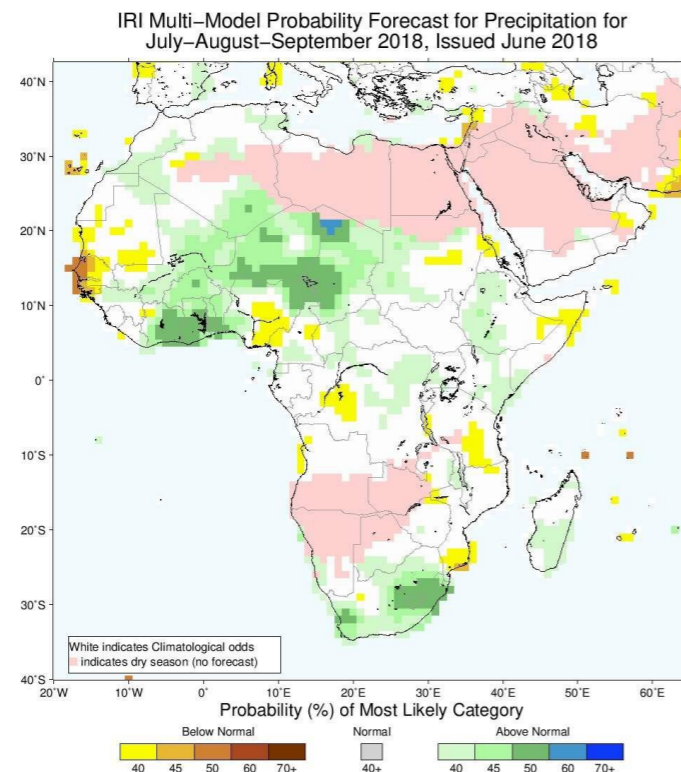 IRI Multi-Model Probability Forecast for Precipitation for
July-August-September 2018, Issued June 2018
40˚N
30˚N
20˚N
10˚N
0˚
10˚S
20˚S
30˚S
40˚S
White indicates Climatological odds
indicates dry season (no forecast)
20˚W 10˚W 0˚ 10˚E 20˚E 30˚E 40˚E 50˚E 60˚E
Probability (%) of Most Likely Category
Below Normal Normal Above Normal
40 45 50 60 70+ 40+ 40 45 50 60 70+